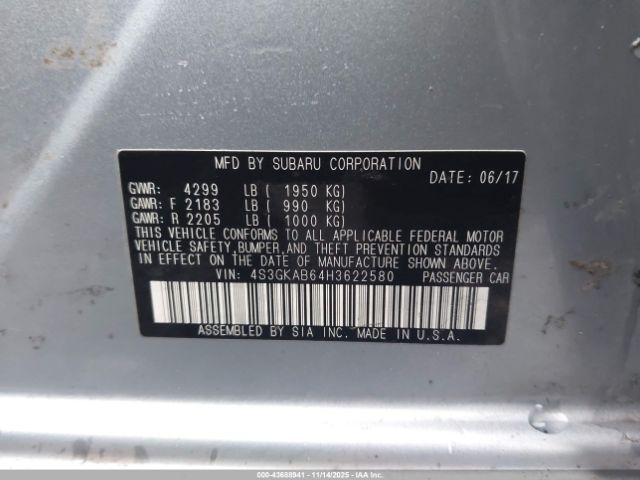 MFD BY SUBARU CORPORATION
DATE: 06/17
GVWR: 4299 LB ( 1950 KG)
GAWR: F 2183 LB ( 990 KG)
GAWR: R 2205 LB ( 1000 KG)
THIS VEHICLE CONFORMS TO ALL APPLICABLE FEDERAL MOTOR
VEHICLE SAFETY, BUMPER, AND THEFT PREVENTION STANDARDS
IN EFFECT ON THE DATE OF MANUFACTURE SHOWN ABOVE.
VIN: 4S3GKAB64H3622580 PASSENGER CAR
ASSEMBLED BY SIA INC. MADE IN U.S.A.
000-43688941 - 11/14/2025 - IAA Inc.